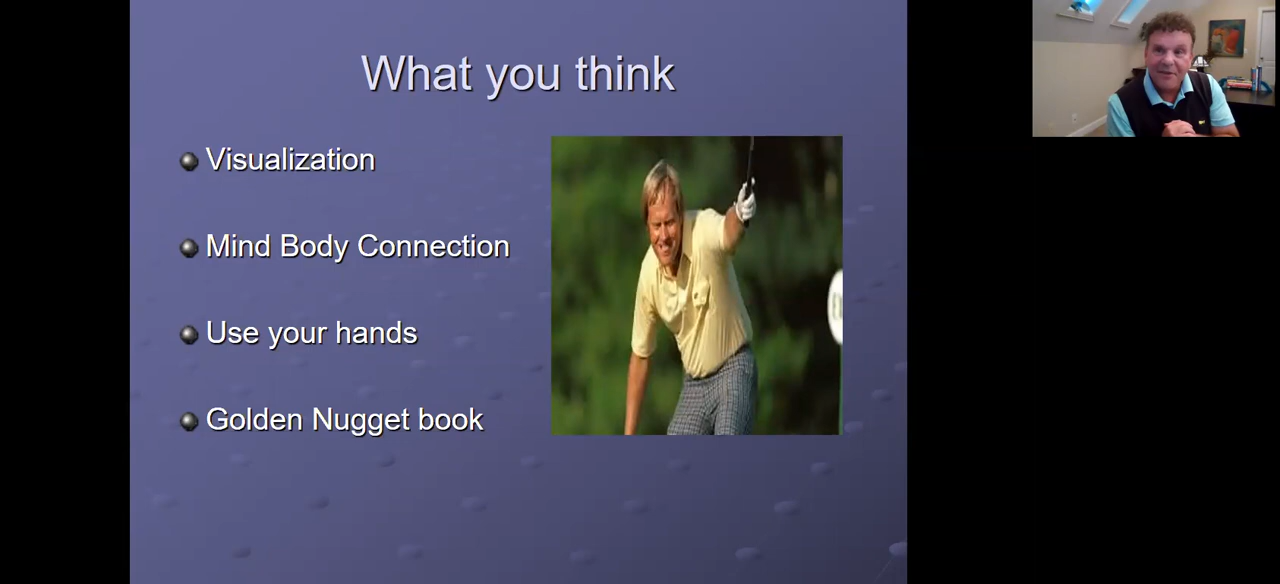 What you think
Visualization
Mind Body Connection
Use your hands
Golden Nugget book